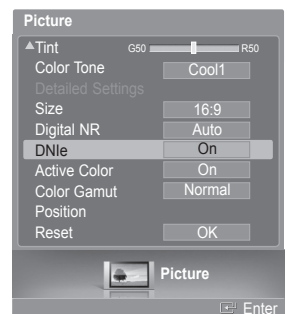 Picture
Tint G50 R50
Color Tone Cool1
Detailed Settings
Size 16:9
Digital NR Auto
DNIe On
Active Color On
Color Gamut Normal
Position
Reset OK
Picture
Enter